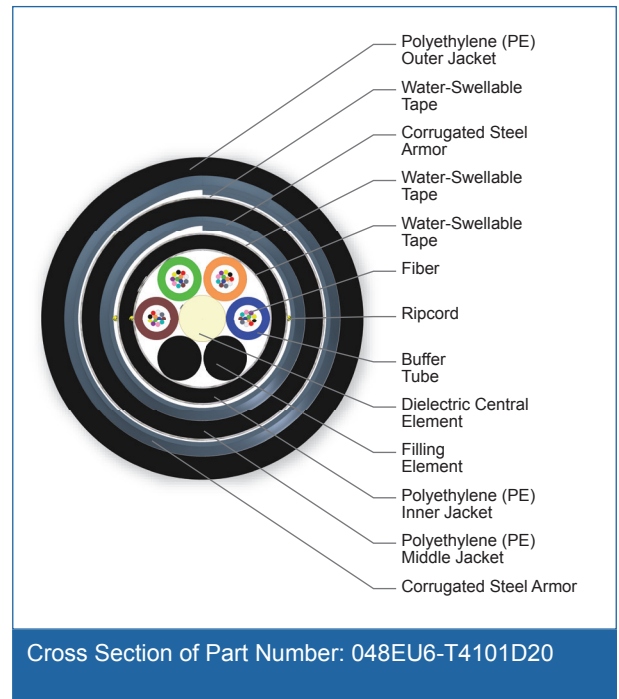 Polyethylene (PE)
Outer Jacket
Water-Swellable
Tape
Corrugated Steel
Armor
Water-Swellable
Tape
Water-Swellable
Tape
Fiber
Ripcord
Buffer
Tube
Dielectric Central
Element
Filling
Element
Polyethylene (PE)
Inner Jacket
Polyethylene (PE)
Middle Jacket
Corrugated Steel Armor
Cross Section of Part Number: 048EU6-T4101D20